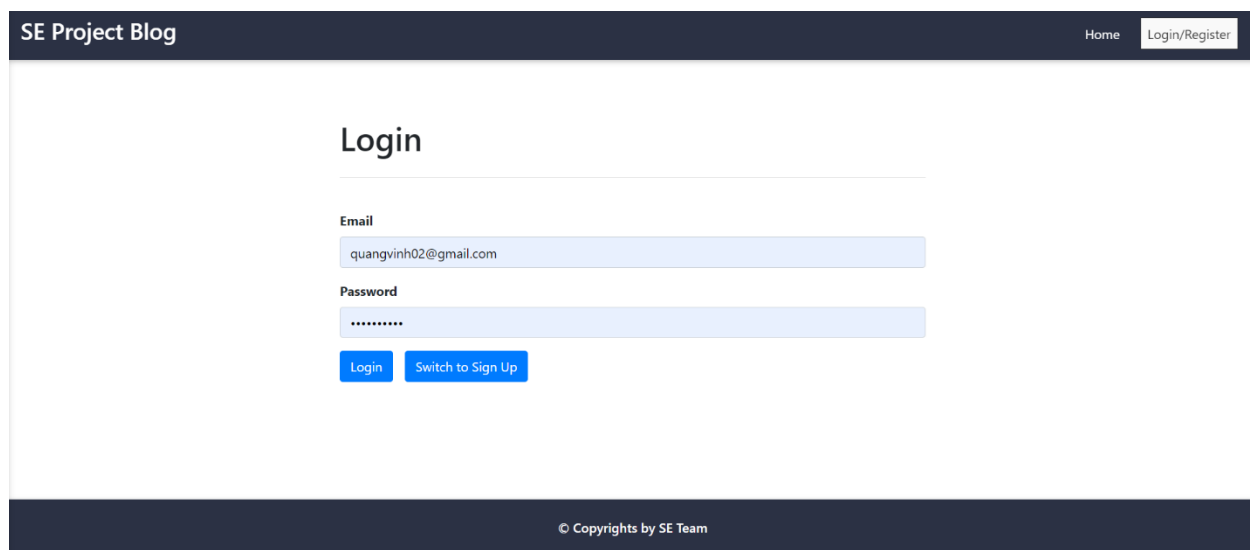 SE Project Blog
Home Login/Register
Login
Email
quangvinh02@gmail.com
Password
••••••••••
Login Switch to Sign Up
© Copyrights by SE Team